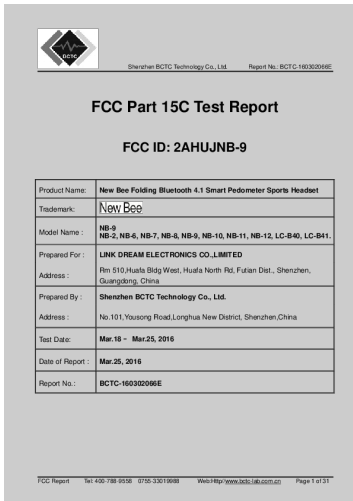 BCTC
Shenzhen BCTC Technology Co., Ltd. Report No.: BCTC-160302066E
FCC Part 15C Test Report
FCC ID: 2AHUJNB-9
Product Name: New Bee Folding Bluetooth 4.1 Smart Pedometer Sports Headset
Trademark: New Bee
Model Name : NB-9
NB-2, NB-6, NB-7, NB-8, NB-9, NB-10, NB-11, NB-12, LC-B40, LC-B41.
Prepared For : LINK DREAM ELECTRONICS CO.,LIMITED
Address : Rm 510,Huafa Bldg West, Huafa North Rd, Futian Dist., Shenzhen,
Guangdong, China
Prepared By : Shenzhen BCTC Technology Co., Ltd.
Address : No.101,Yousong Road,Longhua New District, Shenzhen,China
Test Date: Mar.18 - Mar.25, 2016
Date of Report : Mar.25, 2016
Report No.: BCTC-160302066E
FCC Report Tel: 400-788-9558 0755-33019988 Web:Http//www.bctc-lab.com.cn Page 1 of 31